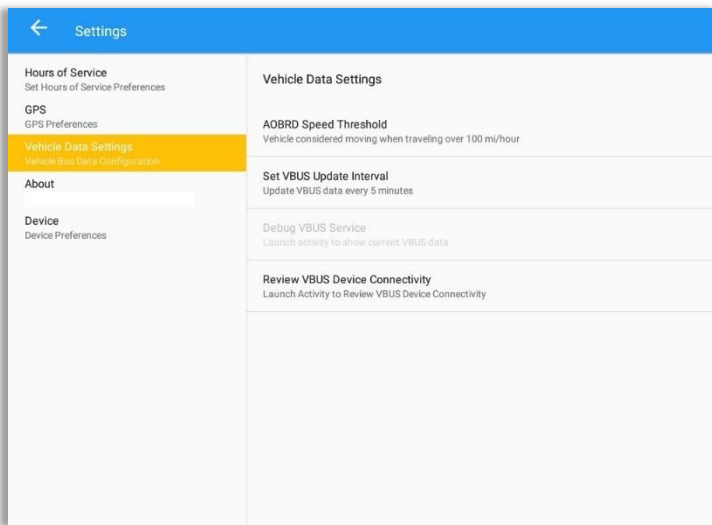 Settings
Hours of Service
Set Hours of Service Preferences
GPS
GPS Preferences
Vehicle Data Settings
Vehicle Bus Data Configuration
About
Device
Device Preferences
Vehicle Data Settings
AOBRD Speed Threshold
Vehicle considered moving when traveling over 100 mi/hour
Set VBUS Update Interval
Update VBUS data every 5 minutes
Debug VBUS Service
Launch activity to show current VBUS data
Review VBUS Device Connectivity
Launch Activity to Review VBUS Device Connectivity